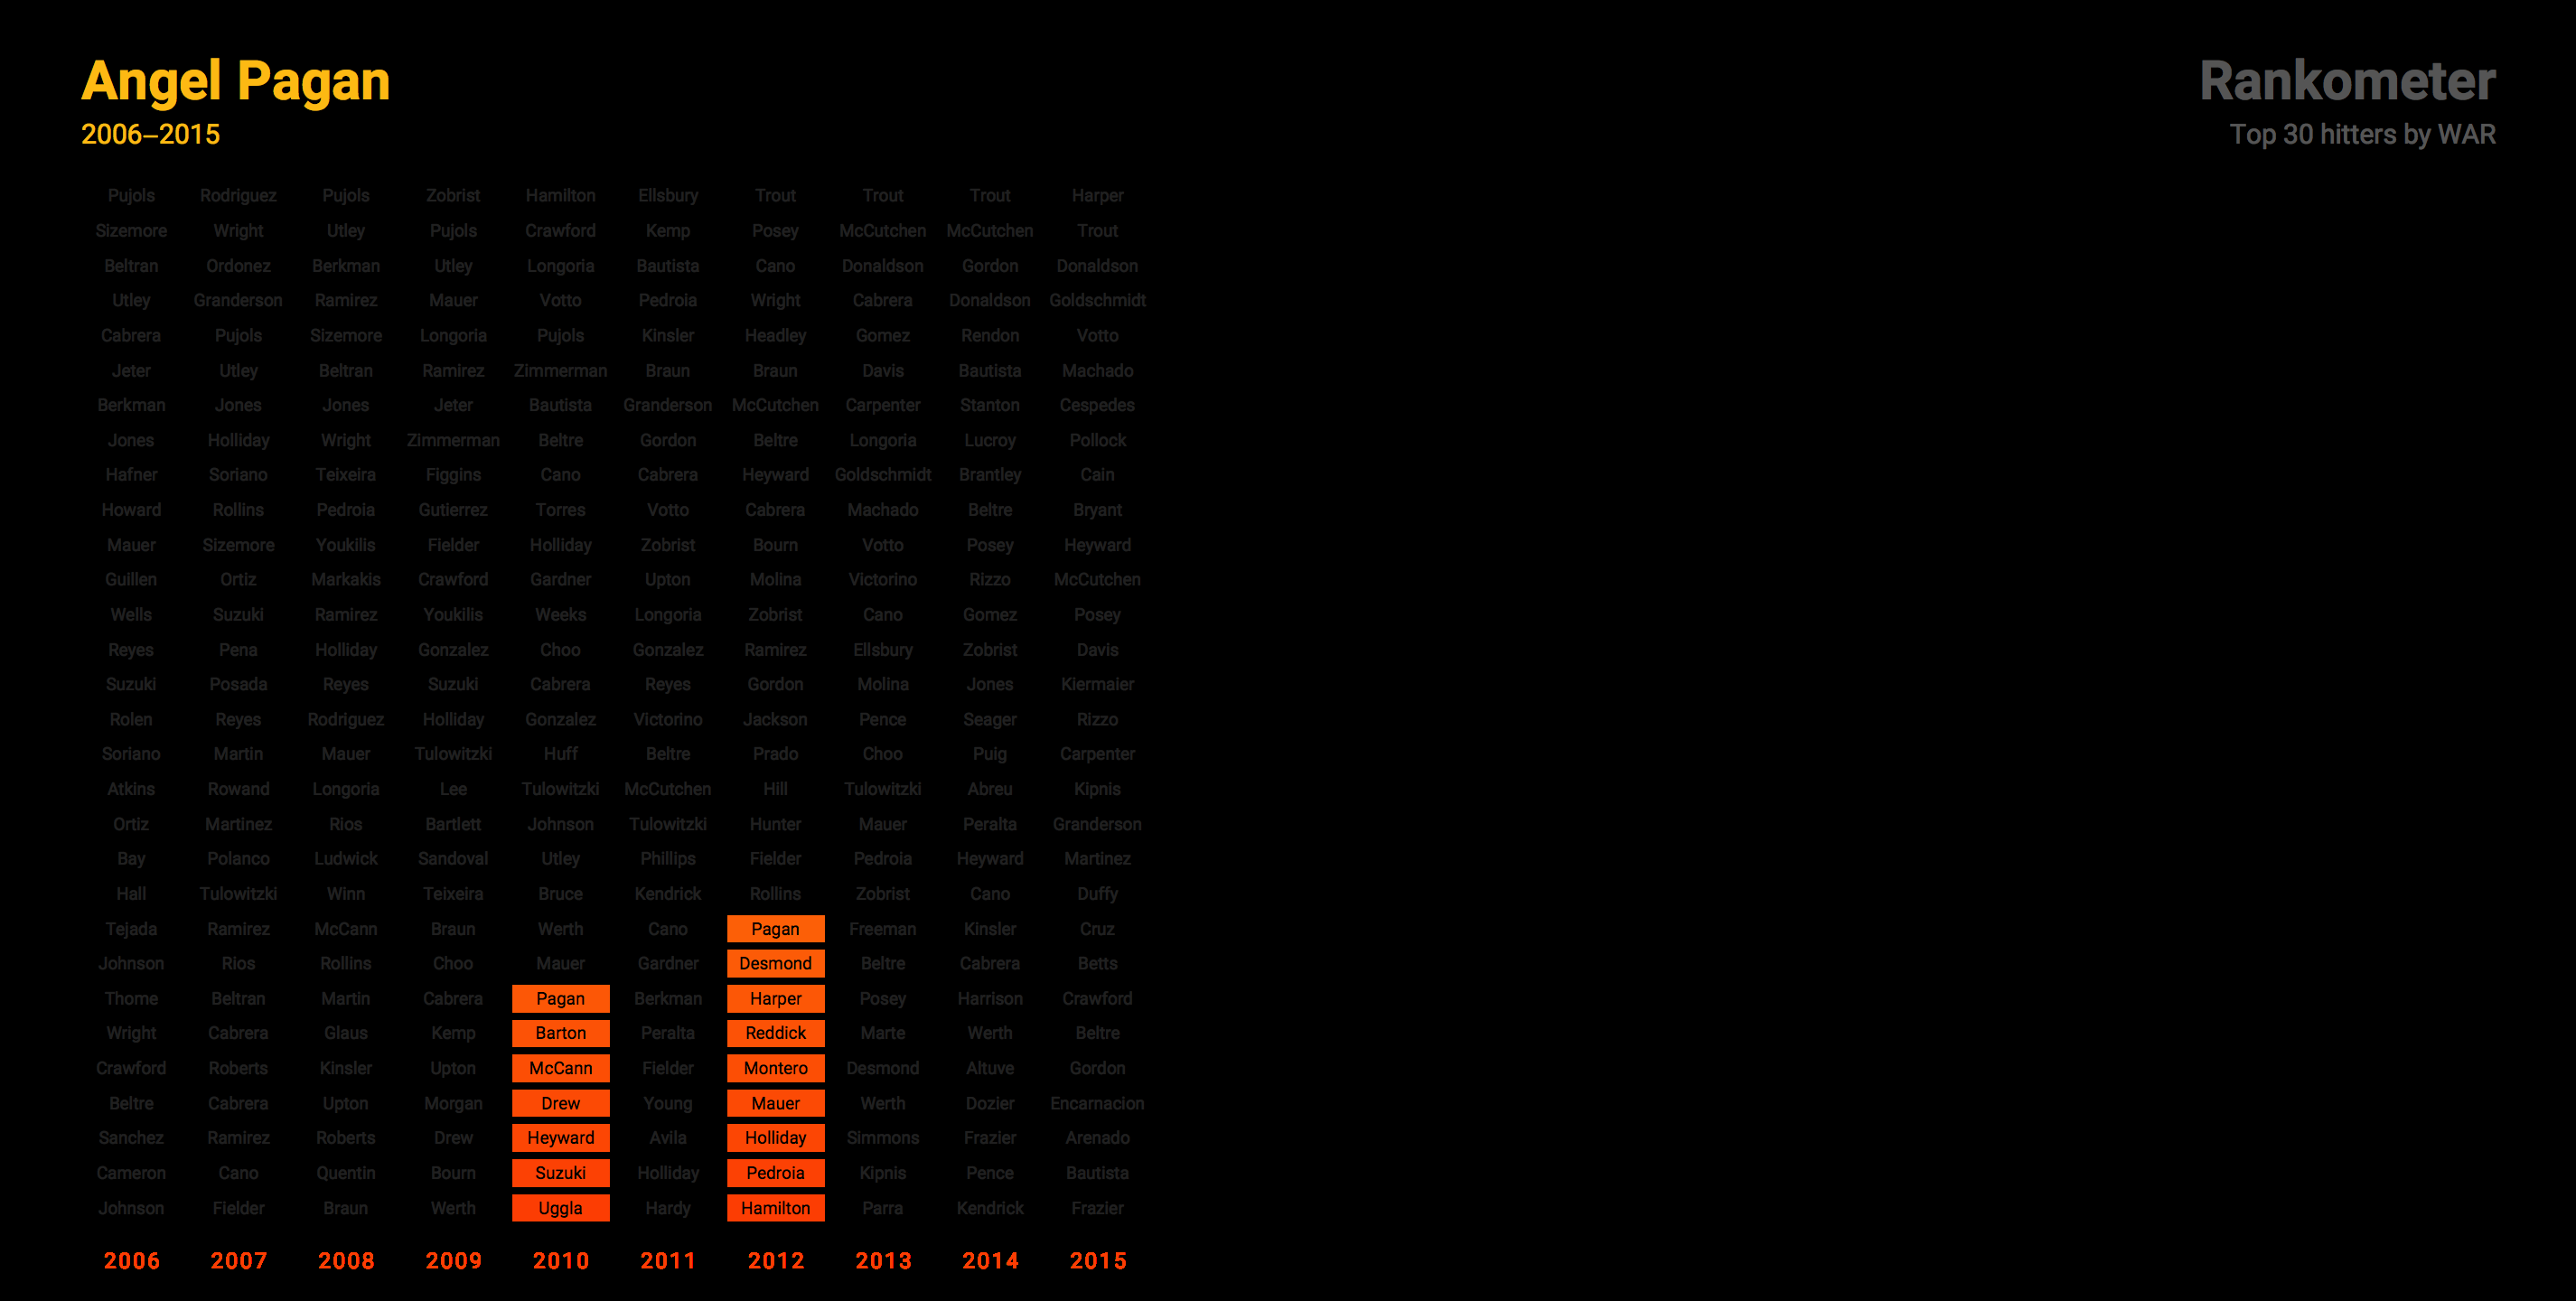 Angel Pagan
2006–2015
Rankometer
Top 30 hitters by WAR
Pujols Rodriguez Pujols Zobrist Hamilton Ellsbury Trout Trout Trout Harper
Sizemore Wright Utley Pujols Crawford Kemp Posey McCutchen McCutchen Trout
Beltran Ordonez Berkman Utley Longoria Bautista Cano Donaldson Gordon Donaldson
Utley Granderson Ramirez Mauer Votto Pedroia Wright Cabrera Donaldson Goldschmidt
Cabrera Pujols Sizemore Longoria Pujols Kinsler Headley Gomez Rendon Votto
Jeter Utley Beltran Ramirez Zimmerman Braun Braun Davis Bautista Machado
Berkman Jones Jones Jeter Bautista Granderson McCutchen Carpenter Stanton Cespedes
Jones Holliday Wright Zimmerman Beltre Gordon Beltre Longoria Lucroy Pollock
Hafner Soriano Teixeira Figgins Cano Cabrera Heyward Goldschmidt Brantley Cain
Howard Rollins Pedroia Gutierrez Torres Votto Cabrera Machado Beltre Bryant
Mauer Sizemore Youkilis Fielder Holliday Zobrist Bourn Votto Posey Heyward
Guillen Ortiz Markakis Crawford Gardner Upton Molina Victorino Rizzo McCutchen
Wells Suzuki Ramirez Youkilis Weeks Longoria Zobrist Cano Gomez Posey
Reyes Pena Holliday Gonzalez Choo Gonzalez Ramirez Ellsbury Zobrist Davis
Suzuki Posada Reyes Suzuki Cabrera Reyes Gordon Molina Jones Kiermaier
Rolen Reyes Rodriguez Holliday Gonzalez Victorino Jackson Pence Seager Rizzo
Soriano Martin Mauer Tulowitzki Huff Beltre Prado Choo Puig Carpenter
Atkins Rowand Longoria Lee Tulowitzki McCutchen Hill Tulowitzki Abreu Kipnis
Ortiz Martinez Rios Bartlett Johnson Tulowitzki Hunter Mauer Peralta Granderson
Bay Polanco Ludwick Sandoval Utley Phillips Fielder Pedroia Heyward Martinez
Hall Tulowitzki Winn Teixeira Bruce Kendrick Rollins Zobrist Cano Duffy
Tejada Ramirez McCann Braun Werth Cano Pagan Freeman Kinsler Cruz
Johnson Rios Rollins Choo Mauer Gardner Desmond Beltre Cabrera Betts
Thome Beltran Martin Cabrera Pagan Berkman Harper Posey Harrison Crawford
Wright Cabrera Glaus Kemp Barton Peralta Reddick Marte Werth Beltre
Crawford Roberts Kinsler Upton McCann Fielder Montero Desmond Altuve Gordon
Beltre Cabrera Upton Morgan Drew Young Mauer Werth Dozier Encarnacion
Sanchez Ramirez Roberts Drew Heyward Avila Holliday Simmons Frazier Arenado
Cameron Cano Quentin Bourn Suzuki Holliday Pedroia Kipnis Pence Bautista
Johnson Fielder Braun Werth Uggla Hardy Hamilton Parra Kendrick Frazier
2006 2007 2008 2009 2010 2011 2012 2013 2014 2015